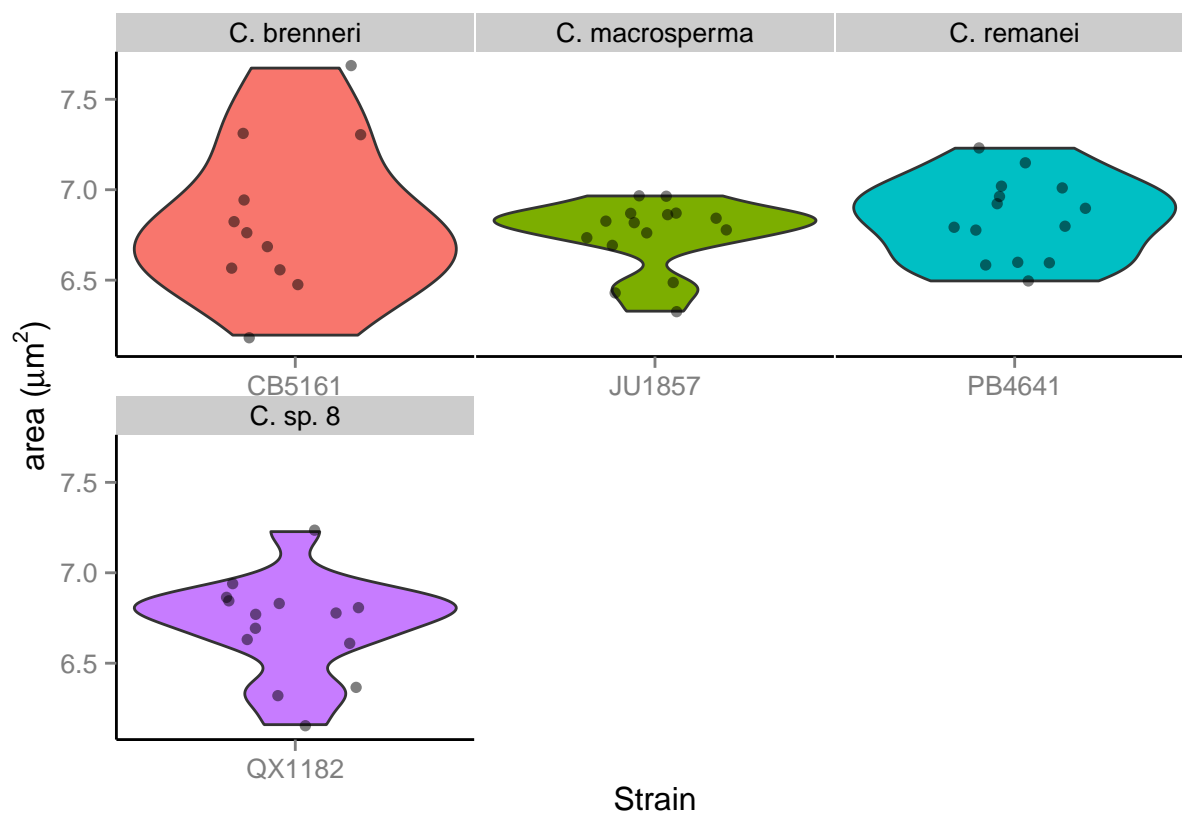 C. brenneri C. macrosperma C. remanei
7.5
7.0
6.5
CB5161 JU1857 PB4641
C. sp. 8
7.5
7.0
6.5
QX1182
area (μm²)
Strain